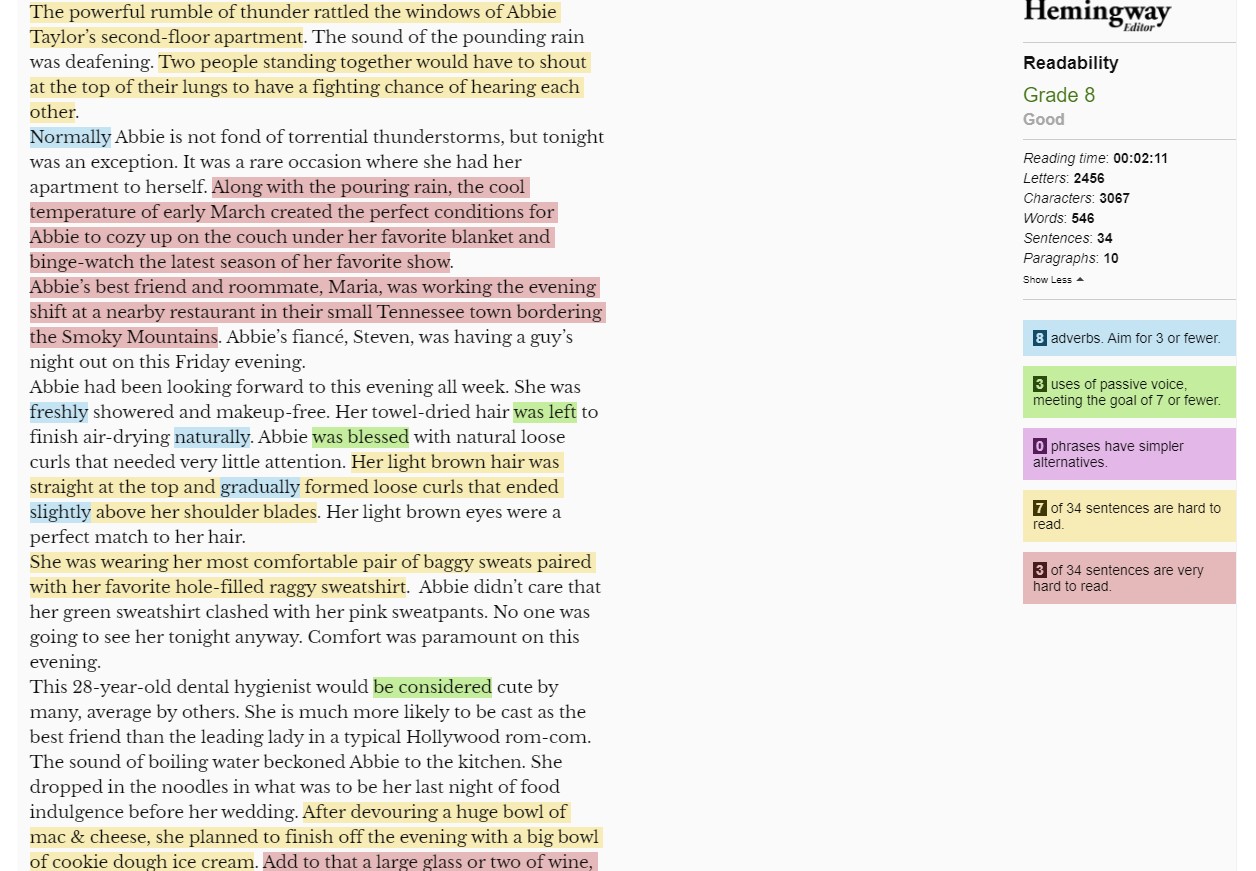 The powerful rumble of thunder rattled the windows of Abbie
Taylor’s second-floor apartment. The sound of the pounding rain
was deafening. Two people standing together would have to shout
at the top of their lungs to have a fighting chance of hearing each
other.
Normally Abbie is not fond of torrential thunderstorms, but tonight
was an exception. It was a rare occasion where she had her
apartment to herself. Along with the pouring rain, the cool
temperature of early March created the perfect conditions for
Abbie to cozy up on the couch under her favorite blanket and
binge-watch the latest season of her favorite show.
Abbie’s best friend and roommate, Maria, was working the evening
shift at a nearby restaurant in their small Tennessee town bordering
the Smoky Mountains. Abbie’s fiancé, Steven, was having a guy’s
night out on this Friday evening.
Abbie had been looking forward to this evening all week. She was
freshly showered and makeup-free. Her towel-dried hair was left to
finish air-drying naturally. Abbie was blessed with natural loose
curls that needed very little attention. Her light brown hair was
straight at the top and gradually formed loose curls that ended
slightly above her shoulder blades. Her light brown eyes were a
perfect match to her hair.
She was wearing her most comfortable pair of baggy sweats paired
with her favorite hole-filled raggy sweatshirt.  Abbie didn’t care that
her green sweatshirt clashed with her pink sweatpants. No one was
going to see her tonight anyway. Comfort was paramount on this
evening.
This 28-year-old dental hygienist would be considered cute by
many, average by others. She is much more likely to be cast as the
best friend than the leading lady in a typical Hollywood rom-com.
The sound of boiling water beckoned Abbie to the kitchen. She
dropped in the noodles in what was to be her last night of food
indulgence before her wedding. After devouring a huge bowl of
mac & cheese, she planned to finish off the evening with a big bowl
of cookie dough ice cream. Add to that a large glass or two of wine,
Hemingway
Editor
Readability
Grade 8
Good
Reading time: 00:02:11
Letters: 2456
Characters: 3067
Words: 546
Sentences: 34
Paragraphs: 10
Show Less
8 adverbs. Aim for 3 or fewer.
3 uses of passive voice,
meeting the goal of 7 or fewer.
0 phrases have simpler
alternatives.
7 of 34 sentences are hard to
read.
3 of 34 sentences are very
hard to read.